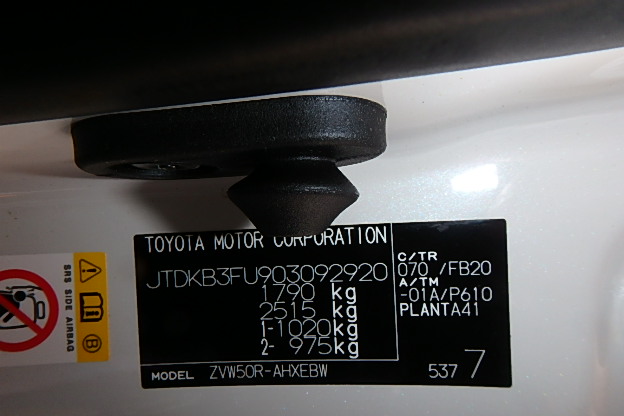 TOYOTA MOTOR CORPORATION
JTDKB3FU903092920
1790 kg
2515 kg
1-1020kg
2- 975kg
C/TR
070 /FB20
A/TM
-01A/P610
PLANTA41
MODEL ZVW50R-AHXEBW
537 7
SRS SIDE AIRBAG
B